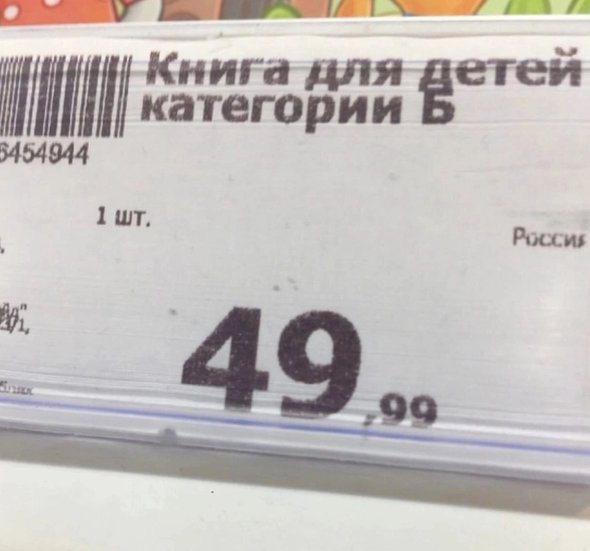 Книга для детей
категории Б
6454944
1 шт.
Россия
49,99